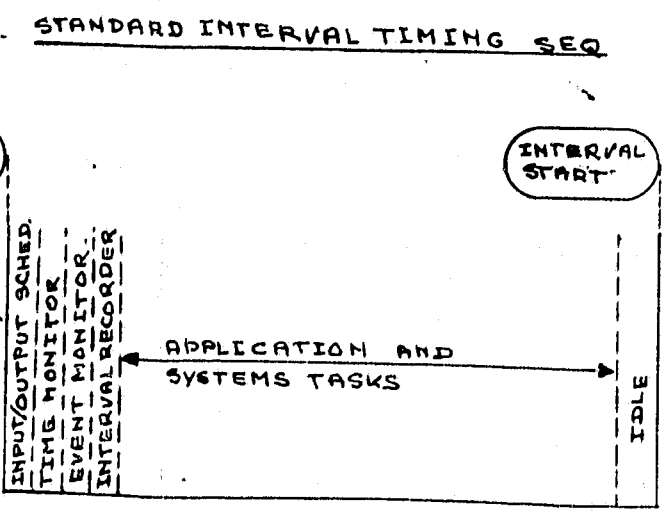 STANDARD INTERVAL TIMING SEQ
INTERVAL
START
INPUT/OUTPUT SCHED.
TIME MONITOR
EVENT MONITOR.
INTERVAL RECORDER
APPLICATION AND
SYSTEMS TASKS
IDLE